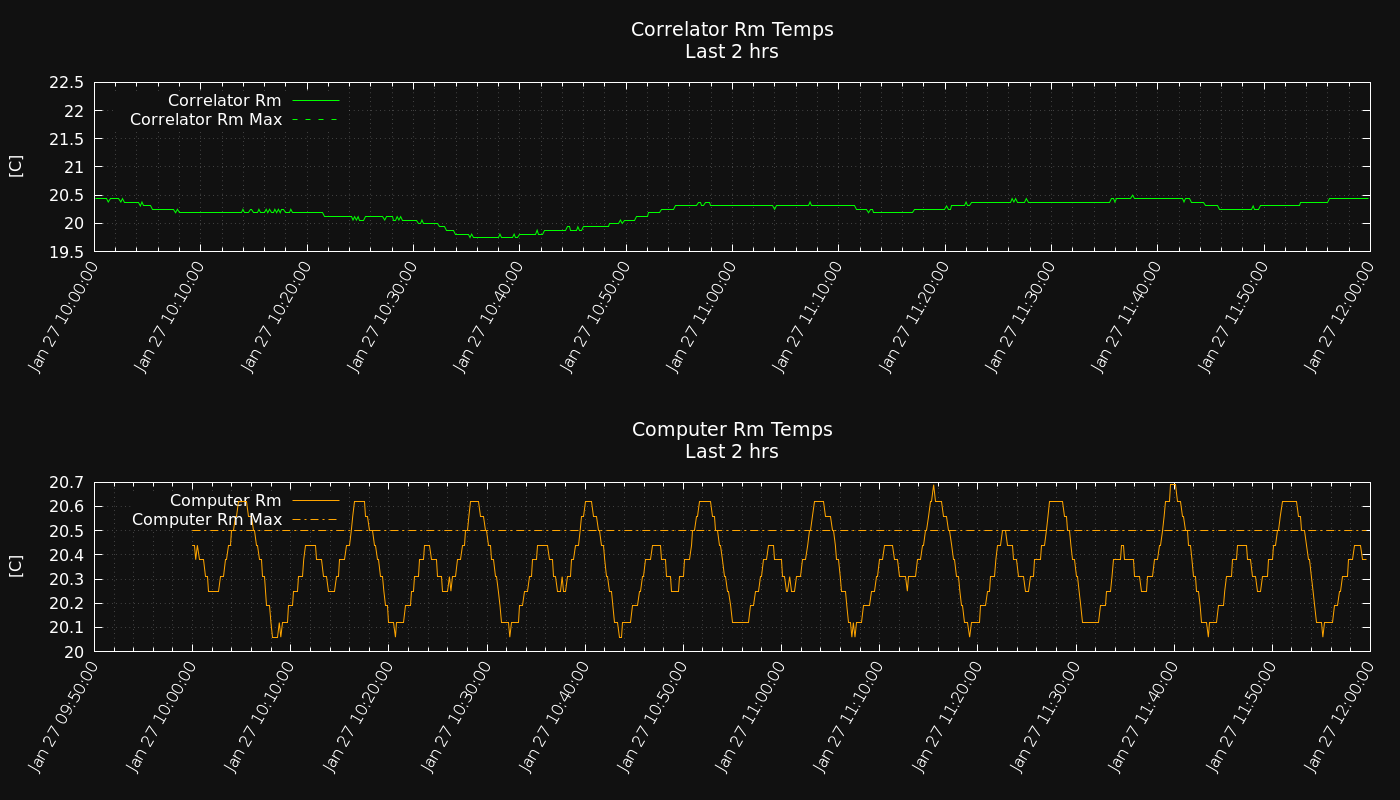 Correlator Rm Temps
Last 2 hrs
22.5
22
21.5
21
20.5
20
19.5
[C]
Correlator Rm
Correlator Rm Max
Jan 27 10:00:00
Jan 27 10:10:00
Jan 27 10:20:00
Jan 27 10:30:00
Jan 27 10:40:00
Jan 27 10:50:00
Jan 27 11:00:00
Jan 27 11:10:00
Jan 27 11:20:00
Jan 27 11:30:00
Jan 27 11:40:00
Jan 27 11:50:00
Jan 27 12:00:00
Computer Rm Temps
Last 2 hrs
20.7
20.6
20.5
20.4
20.3
20.2
20.1
20
[C]
Computer Rm
Computer Rm Max
Jan 27 09:50:00
Jan 27 10:00:00
Jan 27 10:10:00
Jan 27 10:20:00
Jan 27 10:30:00
Jan 27 10:40:00
Jan 27 10:50:00
Jan 27 11:00:00
Jan 27 11:10:00
Jan 27 11:20:00
Jan 27 11:30:00
Jan 27 11:40:00
Jan 27 11:50:00
Jan 27 12:00:00